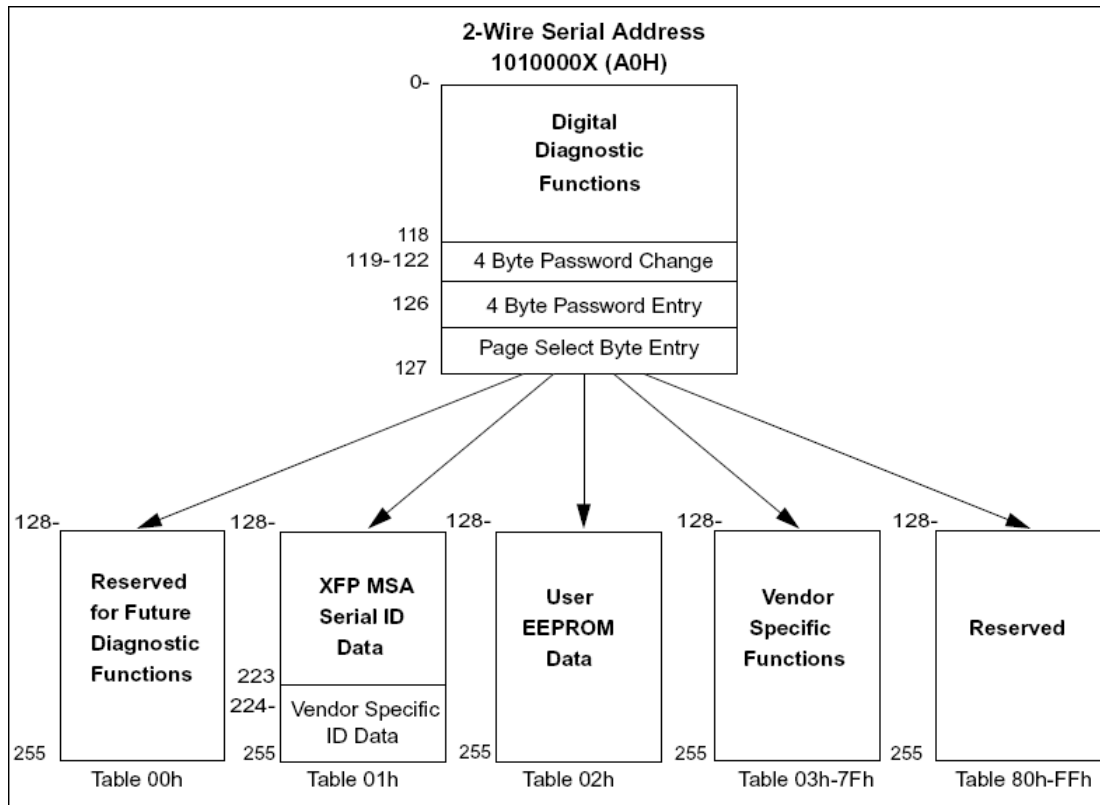 2-Wire Serial Address
1010000X (A0H)
0-
Digital
Diagnostic
Functions
118
119-122
4 Byte Password Change
126
4 Byte Password Entry
Page Select Byte Entry
127
128-
Reserved
for Future
Diagnostic
Functions
255
Table 00h
128-
XFP MSA
Serial ID
Data
223
224-
Vendor Specific
ID Data
255
Table 01h
128-
User
EEPROM
Data
255
Table 02h
128-
Vendor
Specific
Functions
255
Table 03h-7Fh
128-
Reserved
255
Table 80h-FFh